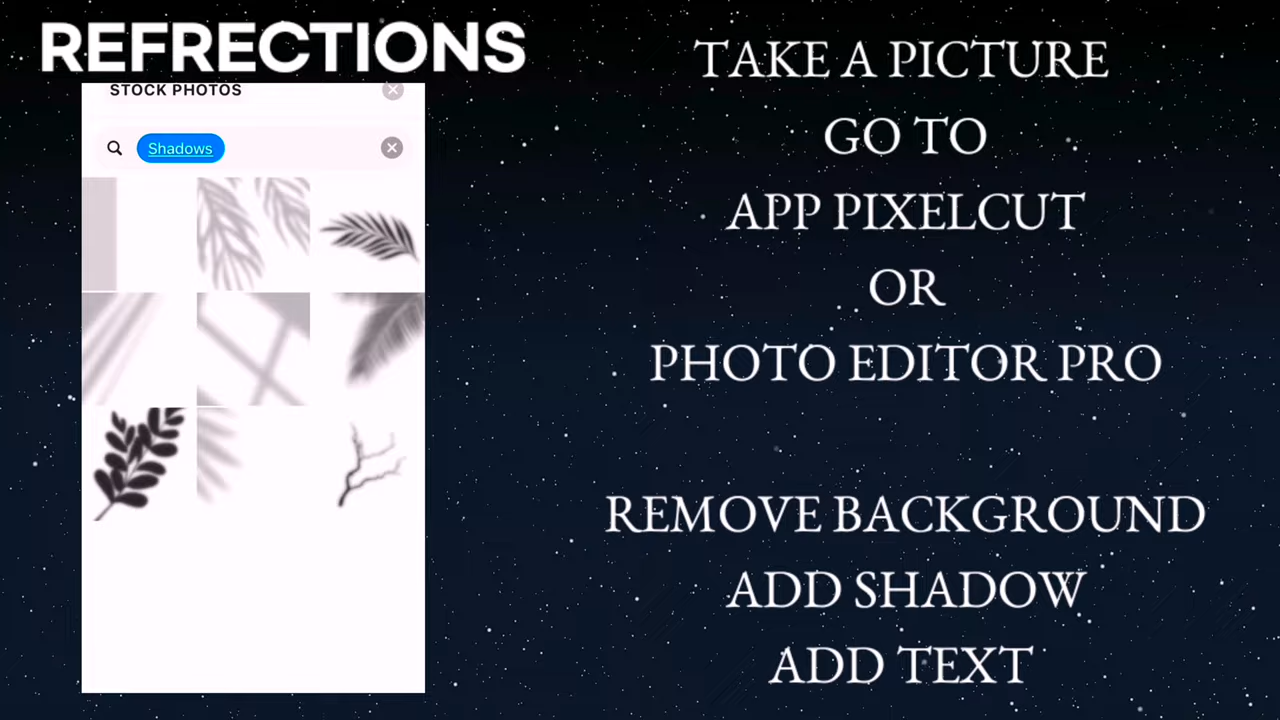 REFRECTIONS
STOCK PHOTOS
Shadows
TAKE A PICTURE
GO TO
APP PIXELCUT
OR
PHOTO EDITOR PRO
REMOVE BACKGROUND
ADD SHADOW
ADD TEXT